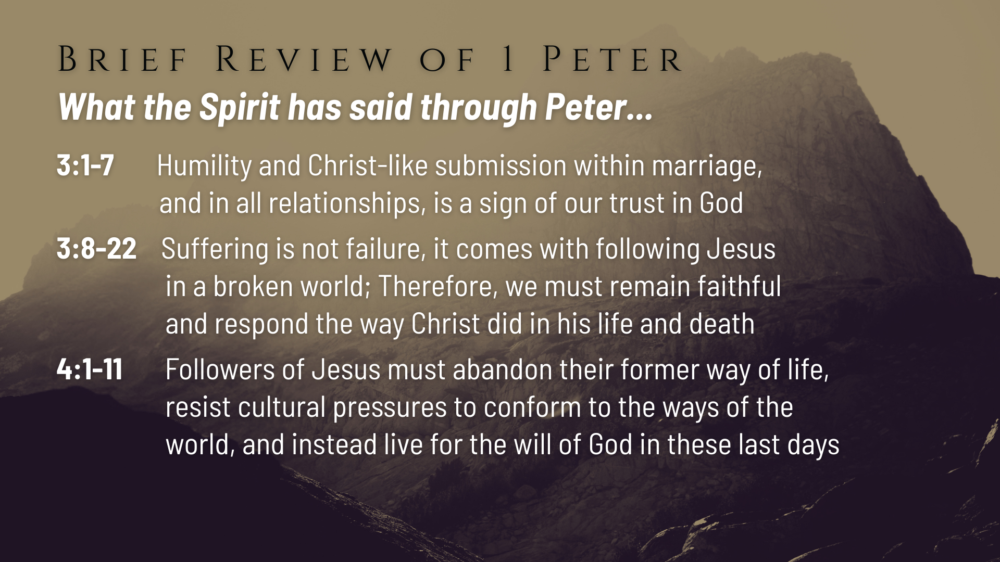 Brief Review of 1 Peter
What the Spirit has said through Peter...
3:1-7 Humility and Christ-like submission within marriage,
and in all relationships, is a sign of our trust in God
3:8-22 Suffering is not failure, it comes with following Jesus
in a broken world; Therefore, we must remain faithful
and respond the way Christ did in his life and death
4:1-11 Followers of Jesus must abandon their former way of life,
resist cultural pressures to conform to the ways of the
world, and instead live for the will of God in these last days